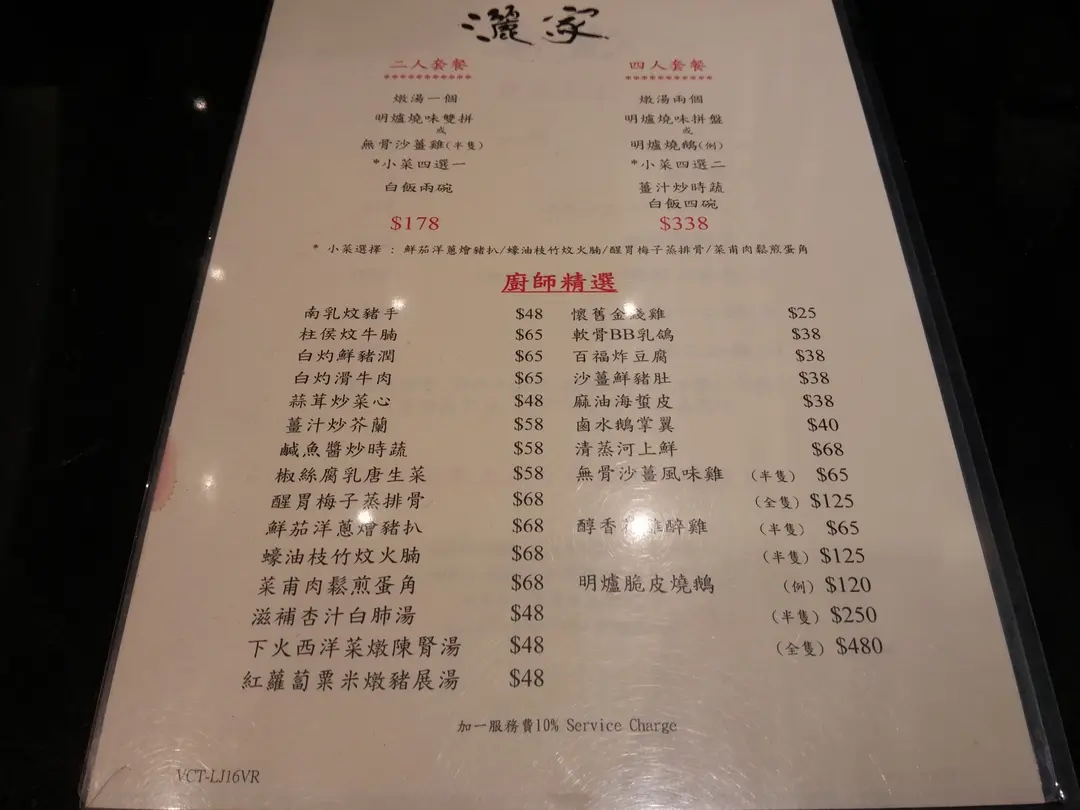 灑家
二人套餐
燉湯一個
明爐燒味雙拼
或
無骨沙薑雞(半隻)
*小菜四選一
白飯兩碗
$178
四人套餐
燉湯兩個
明爐燒味拼盤
或
明爐燒鵝(例)
*小菜四選二
薑汁炒時蔬
白飯四碗
$338
* 小菜選擇 : 鮮茄洋蔥燴豬扒/蠔油枝竹炆火腩/醒胃梅子蒸排骨/菜甫肉鬆煎蛋角
廚師精選
南乳炆豬手 $48
柱侯炆牛腩 $65
白灼鮮豬潤 $65
白灼滑牛肉 $65
蒜茸炒菜心 $48
薑汁炒芥蘭 $58
鹹魚醬炒時蔬 $58
椒絲腐乳唐生菜 $58
醒胃梅子蒸排骨 $68
鮮茄洋蔥燴豬扒 $68
蠔油枝竹炆火腩 $68
菜甫肉鬆煎蛋角 $68
滋補杏汁白肺湯 $48
下火西洋菜燉陳腎湯 $48
紅蘿蔔粟米燉豬展湯 $48
懷舊金錢雞 $25
軟骨BB乳鴿 $38
百福炸豆腐 $38
沙薑鮮豬肚 $38
麻油海蜇皮 $38
鹵水鵝掌翼 $40
清蒸河上鮮 $68
無骨沙薑風味雞 (半隻) $65
(全隻) $125
醇香 醉雞 (半隻) $65
(半隻) $125
明爐脆皮燒鵝 (例) $120
(半隻) $250
(全隻) $480
加一服務費10% Service Charge
VCT-LJ16VR